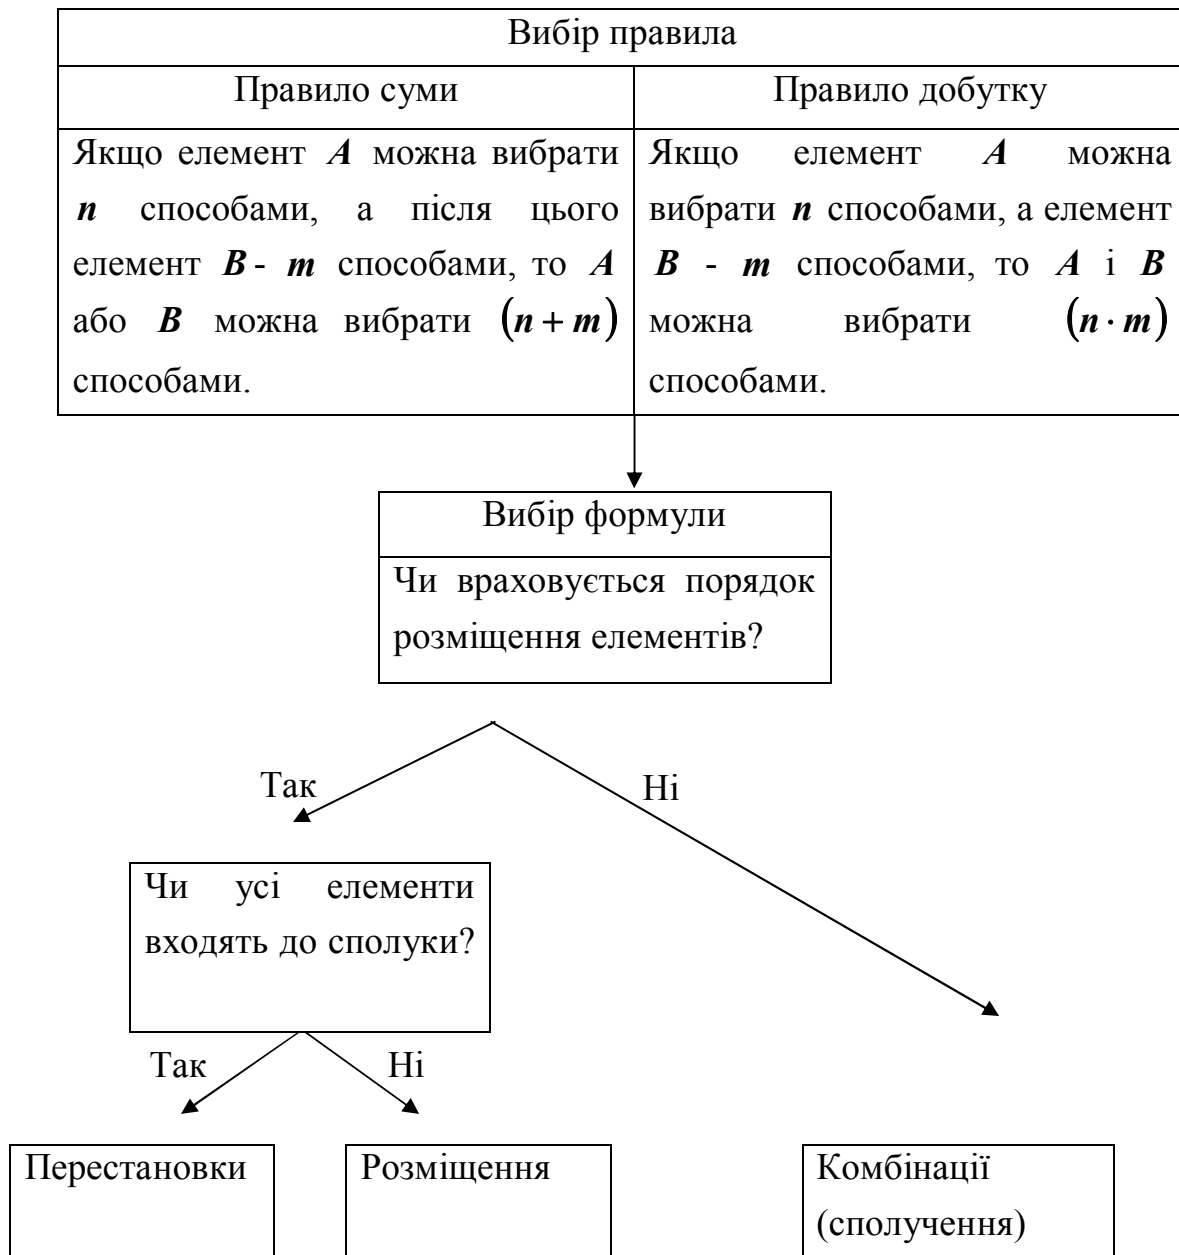 Вибір правила
Правило суми
Правило добутку
Якщо елемент A можна вибрати
n способами, а після цього
елемент B - m способами, то A
або B можна вибрати (n + m)
способами.
Якщо елемент A можна
вибрати n способами, а елемент
B - m способами, то A і B
можна вибрати (n · m)
способами.
Вибір формули
Чи враховується порядок
розміщення елементів?
Так
Ні
Чи усі елементи
входять до сполуки?
Так
Ні
Перестановки
Розміщення
Комбінації
(сполучення)